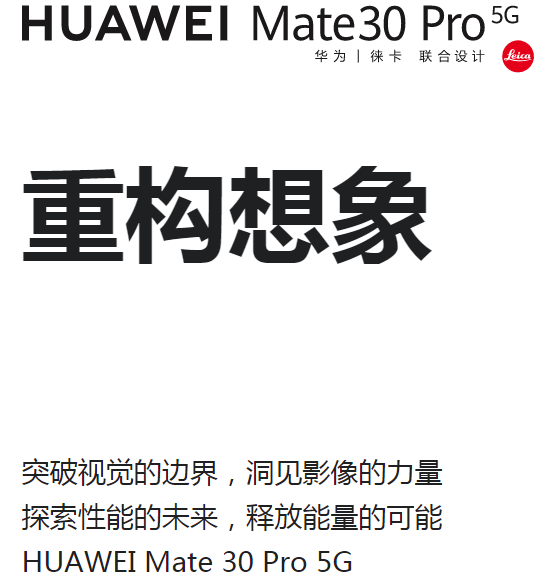 HUAWEI Mate30 Pro 5G
华为 | 徕卡 联合设计
Leica
重构想象
突破视觉的边界，洞见影像的力量
探索性能的未来，释放能量的可能
HUAWEI Mate 30 Pro 5G